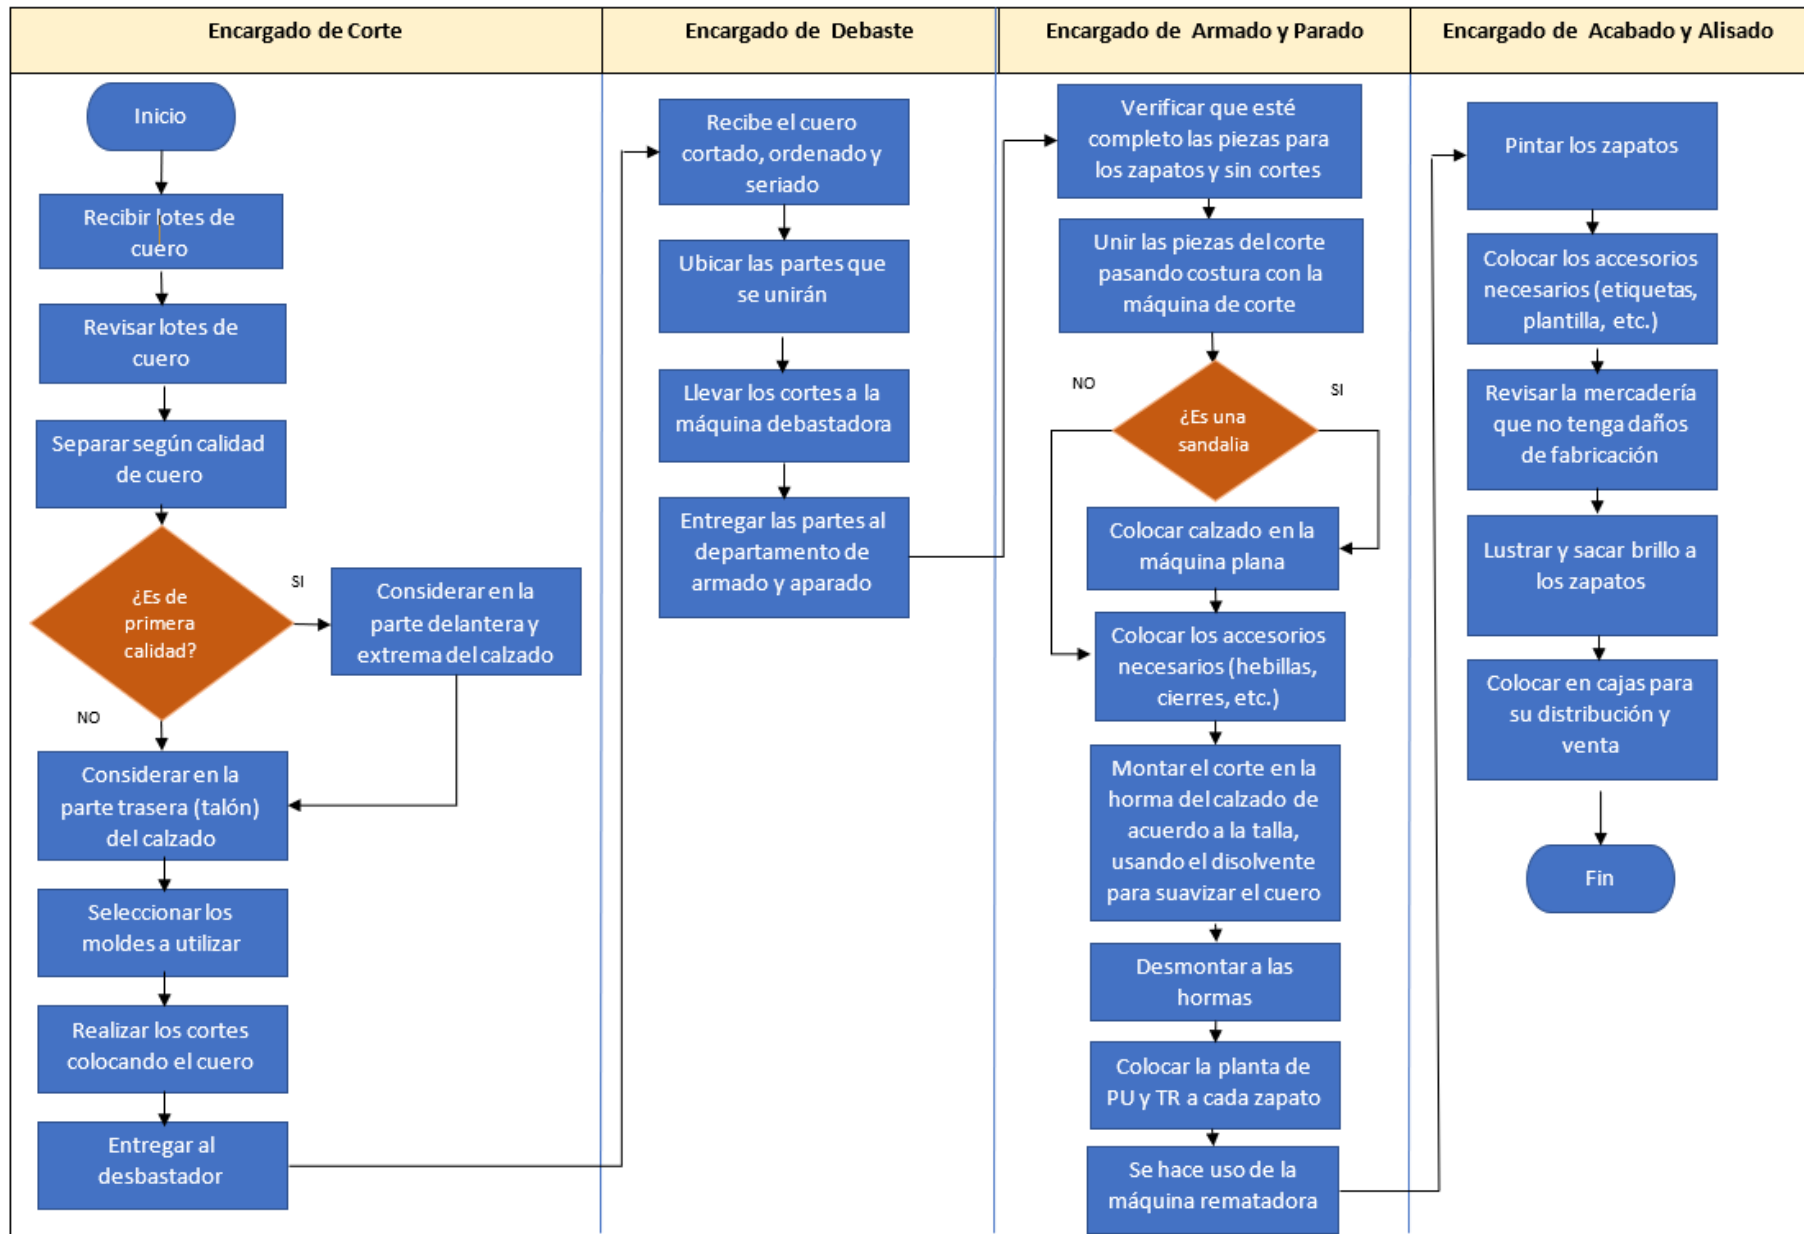 Encargado de Corte
Encargado de Debaste
Encargado de Armado y Parado
Encargado de Acabado y Alisado
Inicio
Recibir lotes de
cuero
Revisar lotes de
cuero
Separar según calidad
de cuero
¿Es de
primera
calidad?
SI
Considerar en la
parte delantera y
extrema del calzado
NO
Considerar en la
parte trasera (talón)
del calzado
Seleccionar los
moldes a utilizar
Realizar los cortes
colocando el cuero
Entregar al
desbastador
Recibe el cuero
cortado, ordenado y
seriado
Ubicar las partes que
se unirán
Llevar los cortes a la
máquina debastadora
Entregar las partes al
departamento de
armado y aparado
Verificar que esté
completo las piezas para
los zapatos y sin cortes
Unir las piezas del corte
pasando costura con la
máquina de corte
NO
SI
¿Es una
sandalia
Colocar calzado en la
máquina plana
Colocar los accesorios
necesarios (hebillas,
cierres, etc.)
Montar el corte en la
horma del calzado de
acuerdo a la talla,
usando el disolvente
para suavizar el cuero
Desmontar a las
hormas
Colocar la planta de
PU y TR a cada zapato
Se hace uso de la
máquina rematadora
Pintar los zapatos
Colocar los accesorios
necesarios (etiquetas,
plantilla, etc.)
Revisar la mercadería
que no tenga daños
de fabricación
Lustrar y sacar brillo a
los zapatos
Colocar en cajas para
su distribución y
venta
Fin